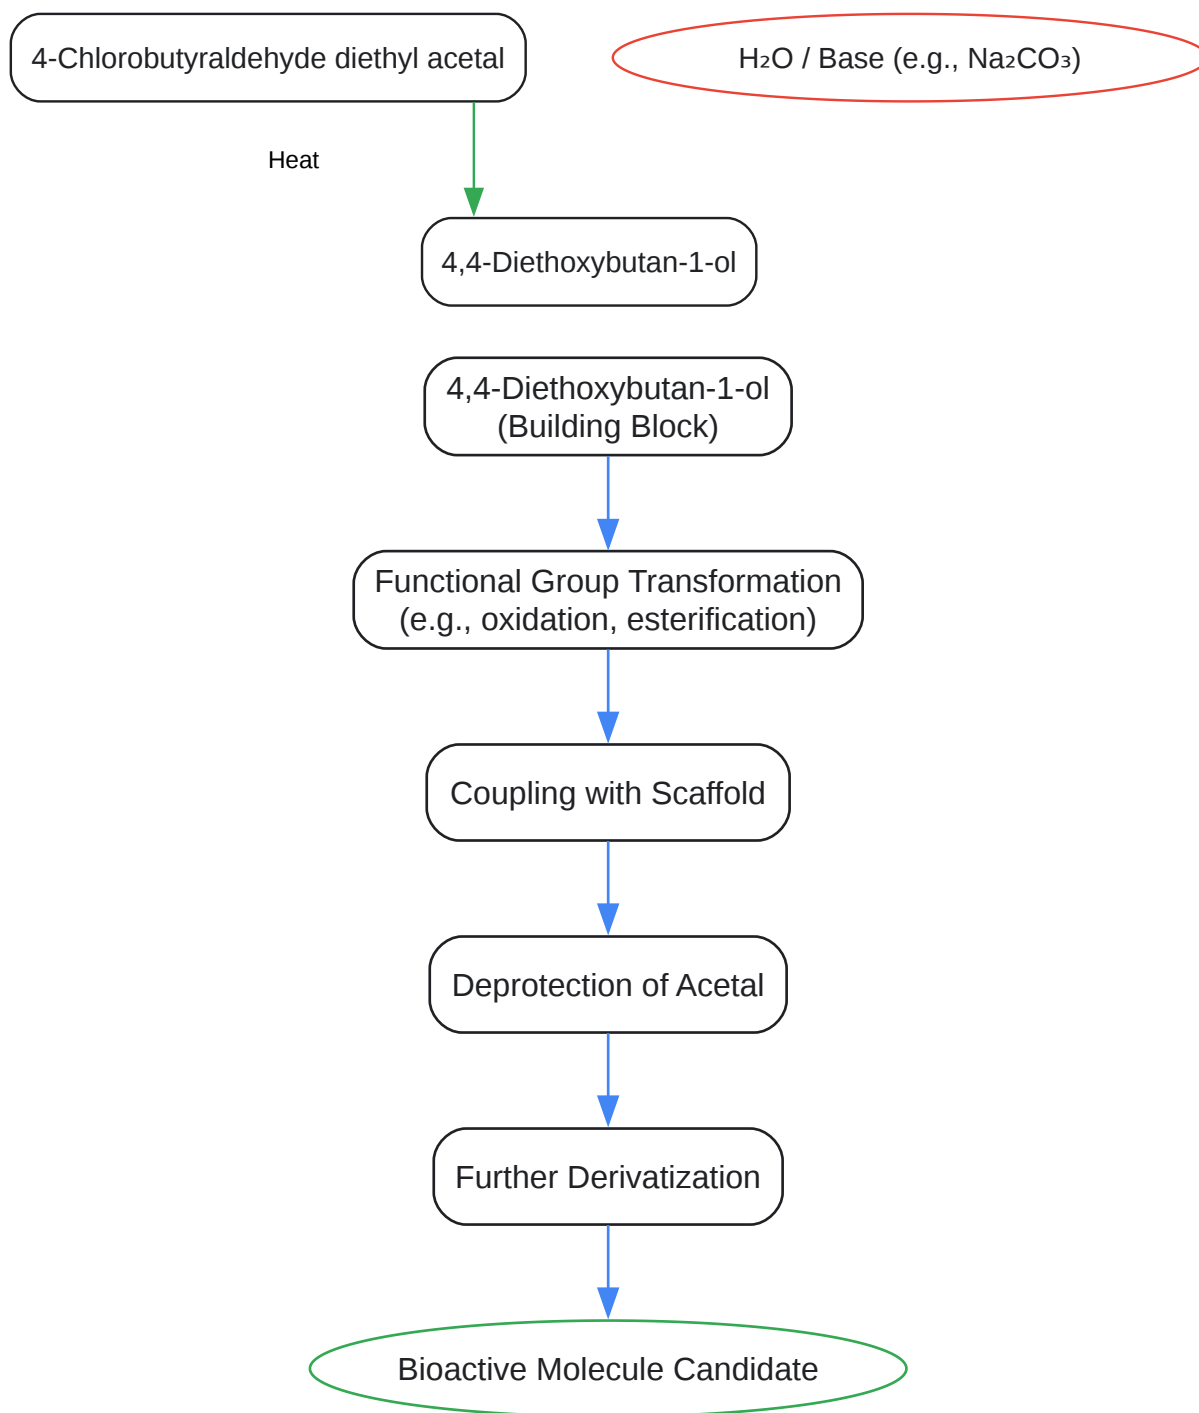 4-Chlorobutyraldehyde diethyl acetal
H₂O / Base (e.g., Na₂CO₃)
Heat
4,4-Diethoxybutan-1-ol
4,4-Diethoxybutan-1-ol
(Building Block)
Functional Group Transformation
(e.g., oxidation, esterification)
Coupling with Scaffold
Deprotection of Acetal
Further Derivatization
Bioactive Molecule Candidate